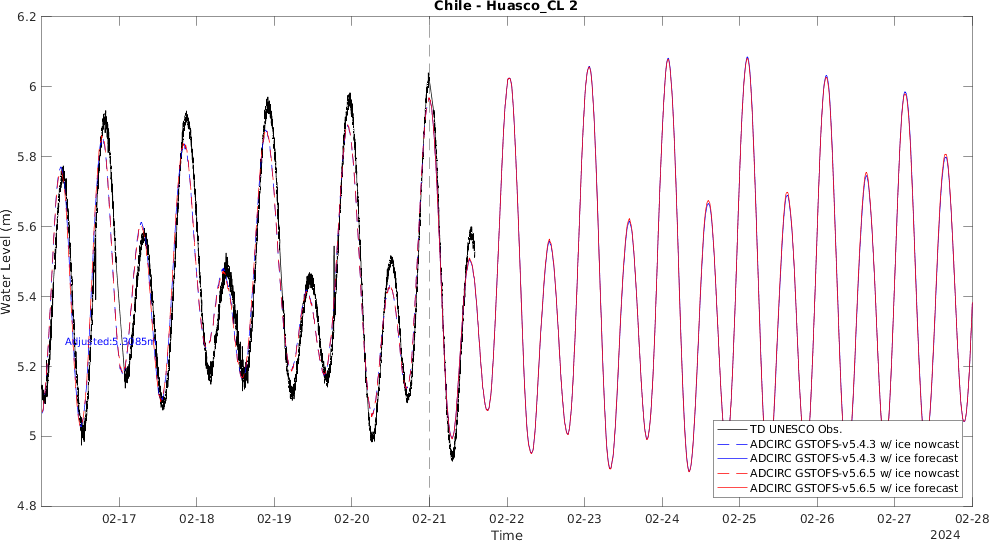 Chile - Huasco_CL 2
6.2
6
5.8
5.6
5.4
5.2
5
4.8
Water Level (m)
Adjusted:5.3085m
TD UNESCO Obs.
ADCIRC GSTOFS-v5.4.3 w/ ice nowcast
ADCIRC GSTOFS-v5.4.3 w/ ice forecast
ADCIRC GSTOFS-v5.6.5 w/ ice nowcast
ADCIRC GSTOFS-v5.6.5 w/ ice forecast
02-17 02-18 02-19 02-20 02-21 02-22 02-23 02-24 02-25 02-26 02-27 02-28
Time
2024